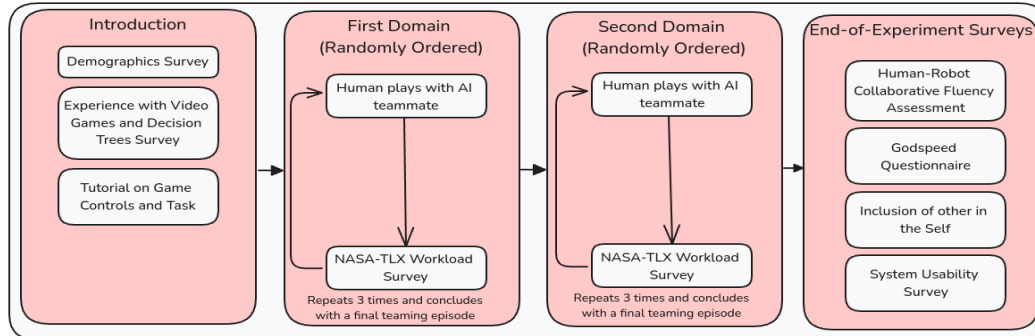 Introduction
Demographics Survey
Experience with Video
Games and Decision
Trees Survey
Tutorial on Game
Controls and Task
First Domain
(Randomly Ordered)
Human plays with AI
teammate
NASA-TLX Workload
Survey
Repeats 3 times and concludes
with a final teaming episode
Second Domain
(Randomly Ordered)
Human plays with AI
teammate
NASA-TLX Workload
Survey
Repeats 3 times and concludes
with a final teaming episode
End-of-Experiment Surveys
Human-Robot
Collaborative Fluency
Assessment
Godspeed
Questionnaire
Inclusion of other in
the Self
System Usability
Survey